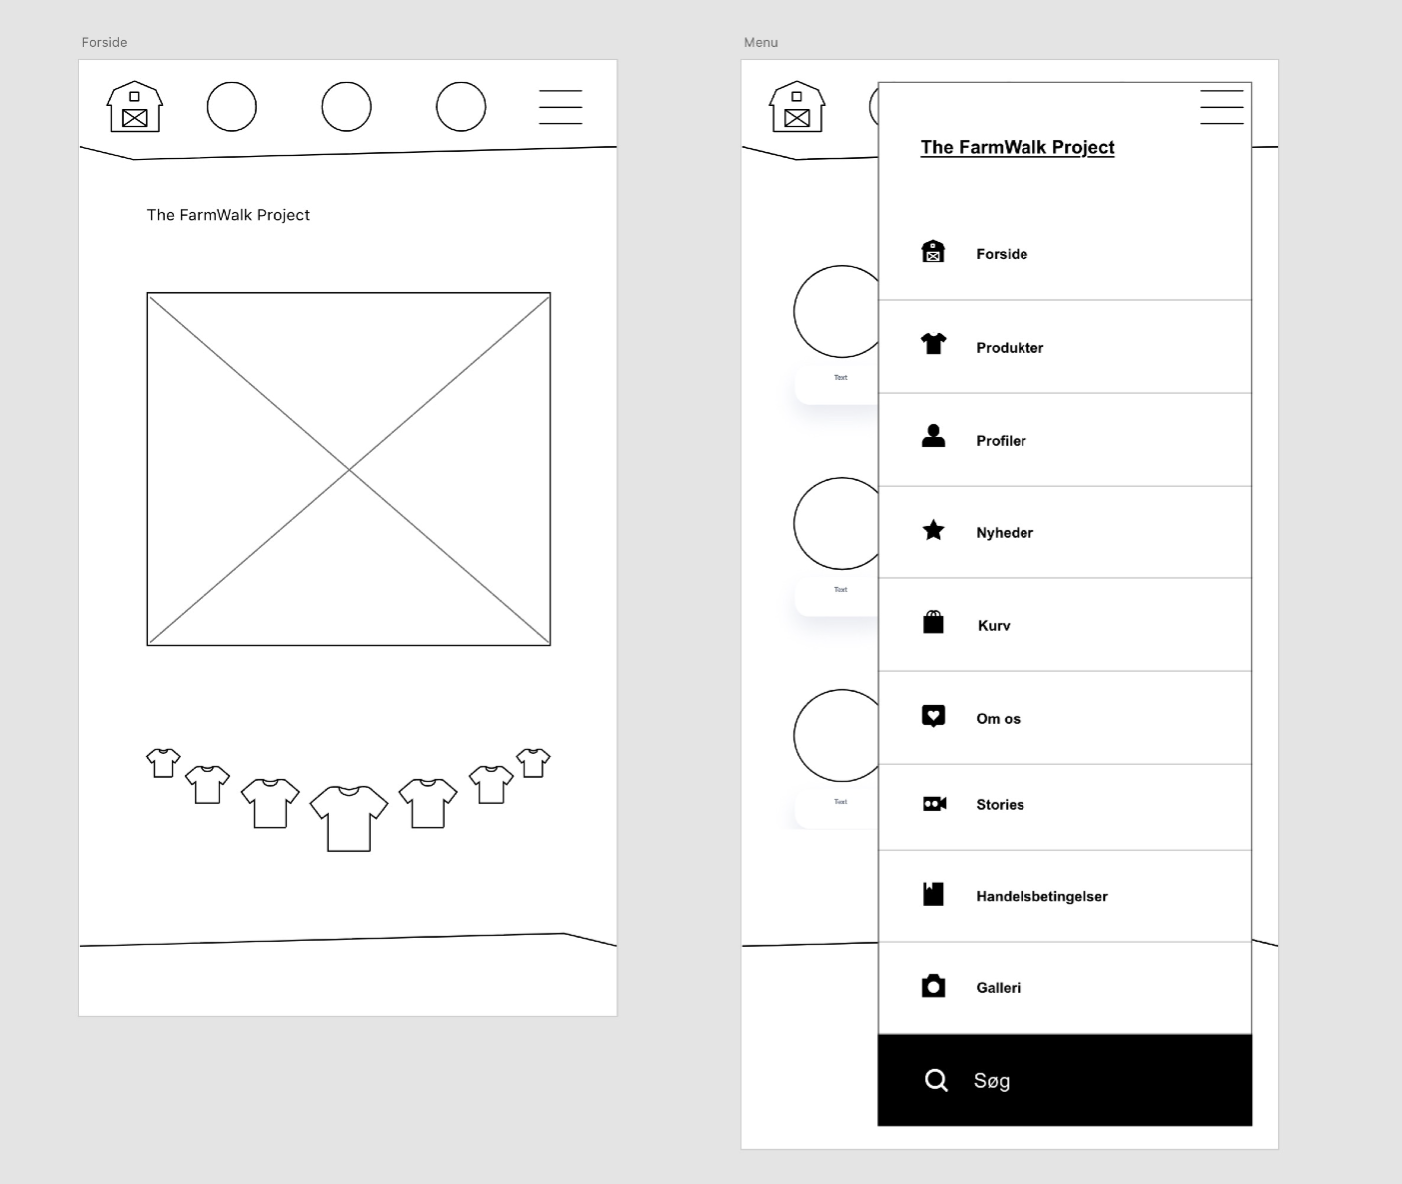 Forside
The FarmWalk Project
Menu
The FarmWalk Project
Forside
Produkter
Text
Profiler
Nyheder
Text
Kurv
Om os
Text
Stories
Handelsbetingelser
Galleri
Søg